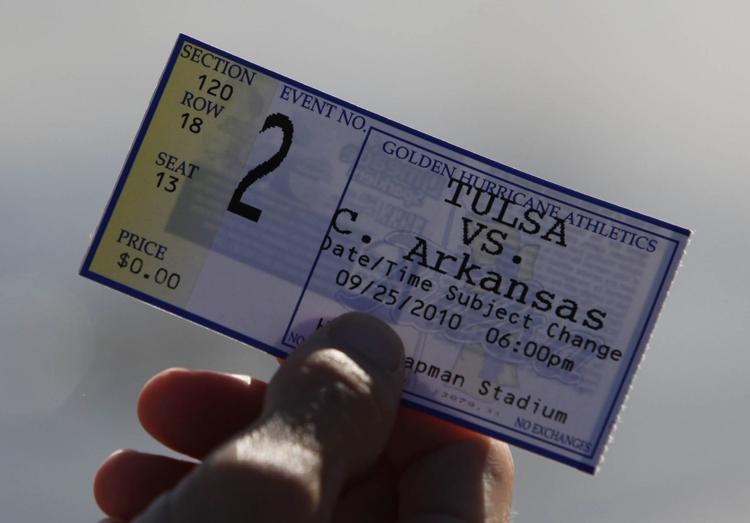 SECTION
120
ROW
18
SEAT
13
PRICE
$0.00
EVENT NO.
2
GOLDEN HURRICANE ATHLETICS
TULSA
VS.
C. Arkansas
Date/Time Subject Change
09/25/2010 06:00pm
Stadium
NO EXCHANGES